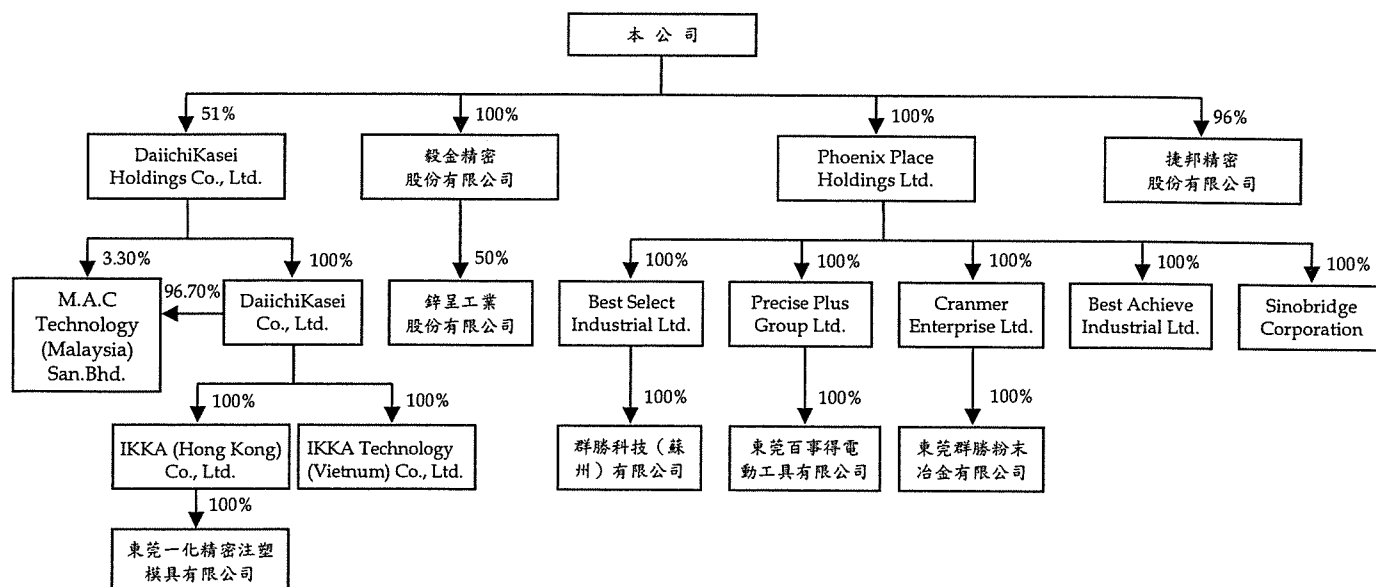 本公司
51%
100%
100%
96%
DaiichiKasei
Holdings Co., Ltd.
毅金精密
股份有限公司
Phoenix Place
Holdings Ltd.
捷邦精密
股份有限公司
3.30%
100%
50%
100%
100%
100%
100%
100%
M.A.C
Technology
(Malaysia)
San.Bhd.
96.70%
DaiichiKasei
Co., Ltd.
鋅呈工業
股份有限公司
Best Select
Industrial Ltd.
Precise Plus
Group Ltd.
Cranmer
Enterprise Ltd.
Best Achieve
Industrial Ltd.
Sinobridge
Corporation
100%
100%
100%
100%
100%
IKKA (Hong Kong)
Co., Ltd.
IKKA Technology
(Vietnum) Co., Ltd.
群勝科技（蘇
州）有限公司
東莞百事得電
動工具有限公司
東莞群勝粉末
冶金有限公司
100%
東莞一化精密注塑
模具有限公司